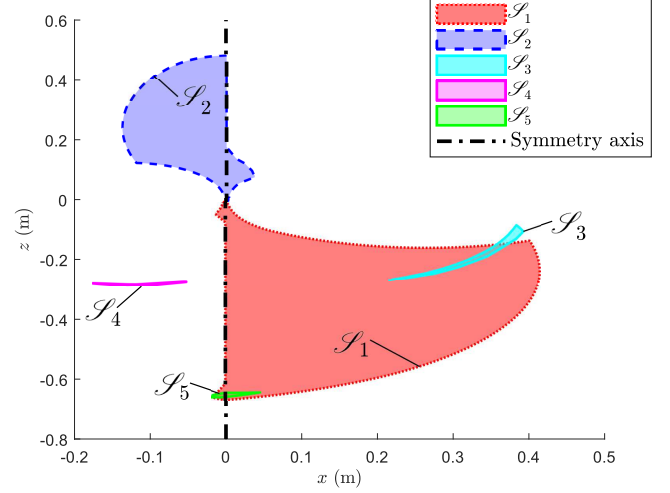 𝒮₁
𝒮₂
𝒮₃
𝒮₄
𝒮₅
Symmetry axis
0.6
0.4
0.2
0
-0.2
-0.4
-0.6
-0.8
z (m)
𝒮₂
𝒮₃
𝒮₄
𝒮₁
𝒮₅
-0.2 -0.1 0 0.1 0.2 0.3 0.4 0.5
x (m)